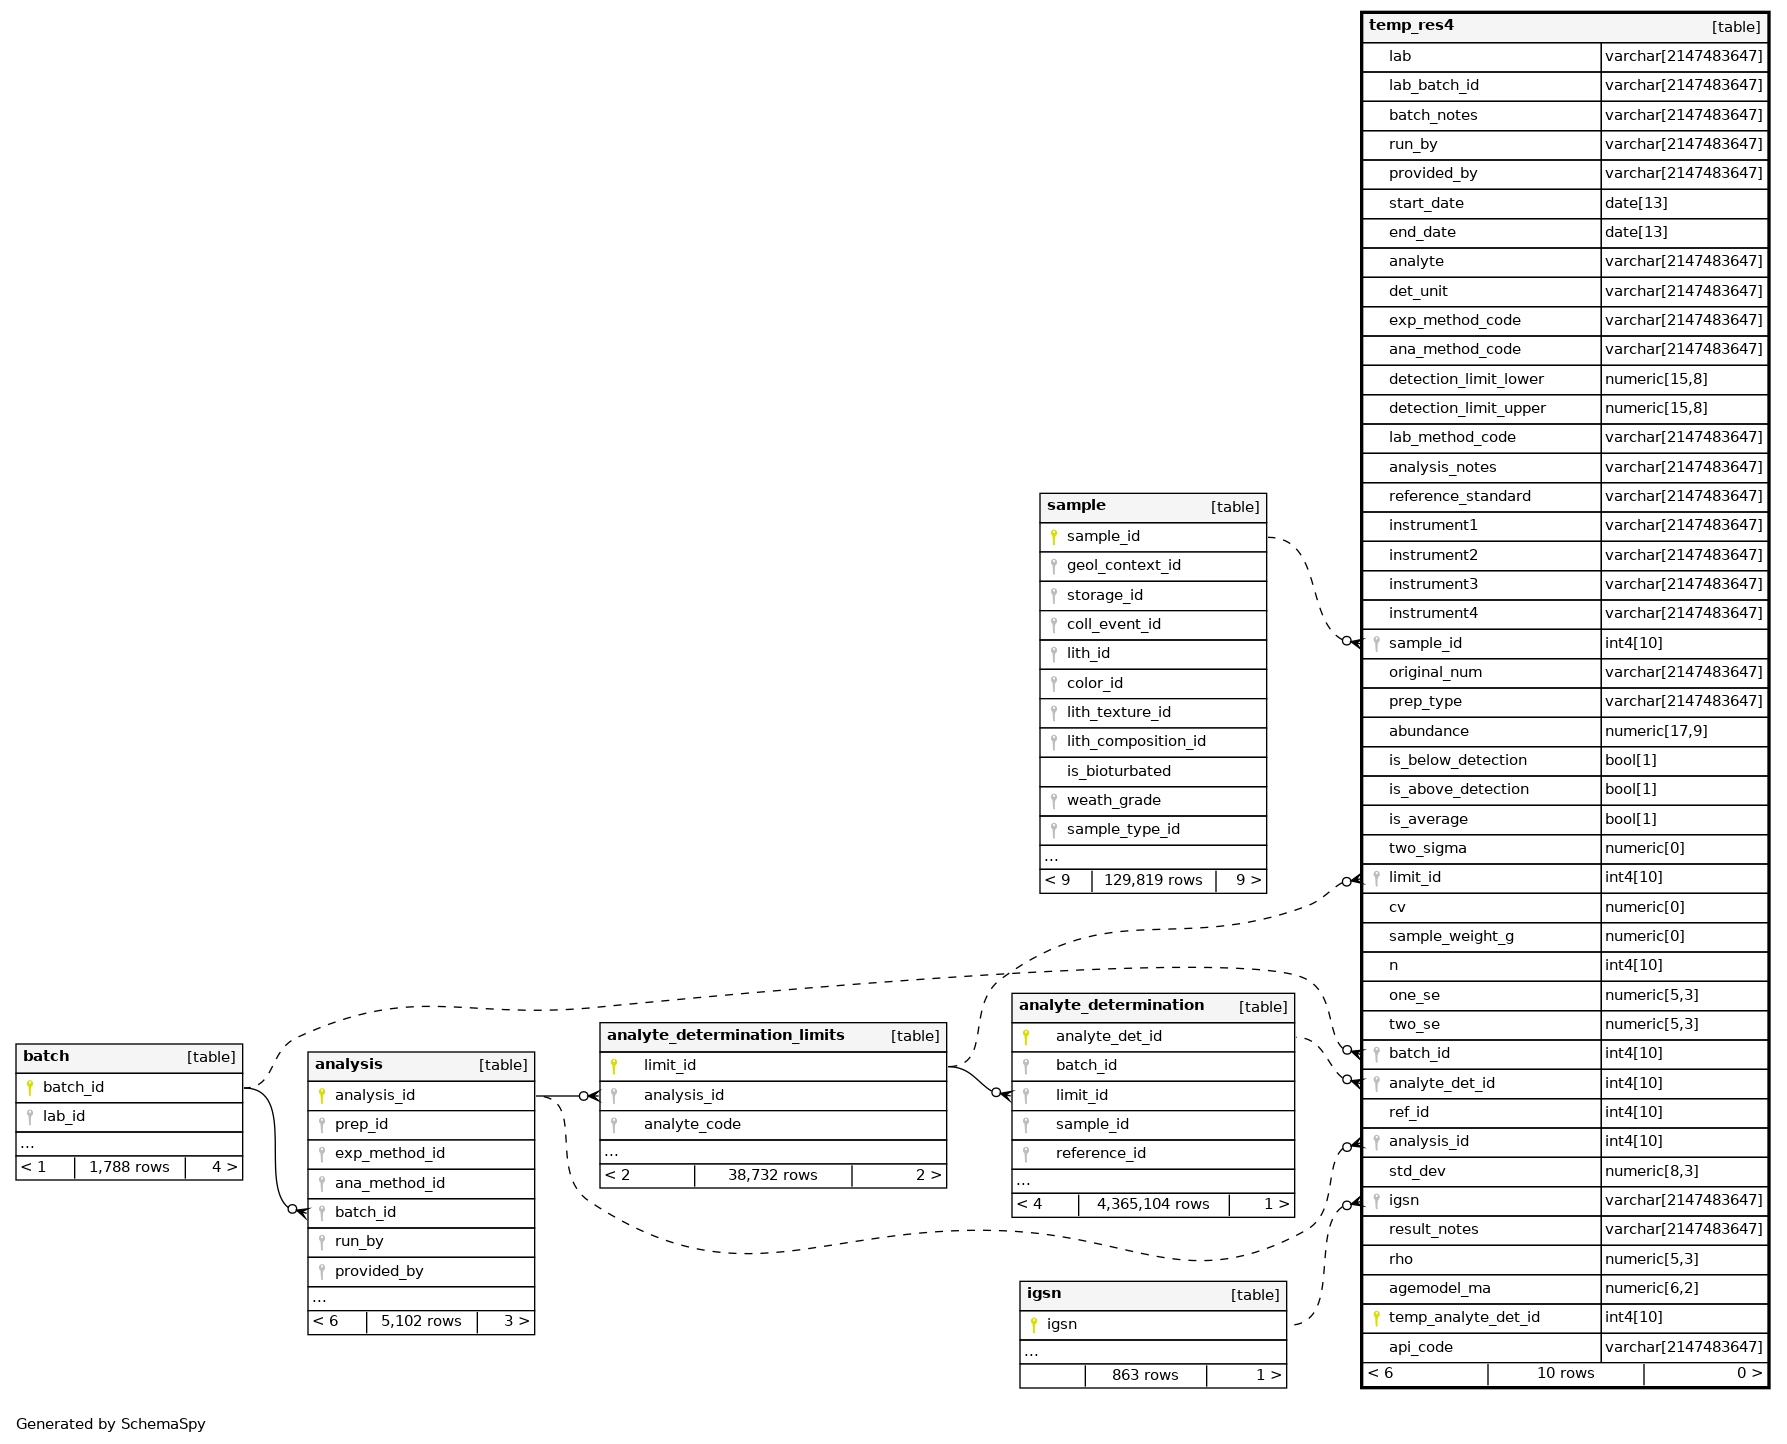 temp_res4 [table]
lab varchar[2147483647]
lab_batch_id varchar[2147483647]
batch_notes varchar[2147483647]
run_by varchar[2147483647]
provided_by varchar[2147483647]
start_date date[13]
end_date date[13]
analyte varchar[2147483647]
det_unit varchar[2147483647]
exp_method_code varchar[2147483647]
ana_method_code varchar[2147483647]
detection_limit_lower numeric[15,8]
detection_limit_upper numeric[15,8]
lab_method_code varchar[2147483647]
analysis_notes varchar[2147483647]
reference_standard varchar[2147483647]
instrument1 varchar[2147483647]
instrument2 varchar[2147483647]
instrument3 varchar[2147483647]
instrument4 varchar[2147483647]
sample_id int4[10]
original_num varchar[2147483647]
prep_type varchar[2147483647]
abundance numeric[17,9]
is_below_detection bool[1]
is_above_detection bool[1]
is_average bool[1]
two_sigma numeric[0]
limit_id int4[10]
cv numeric[0]
sample_weight_g numeric[0]
n int4[10]
one_se numeric[5,3]
two_se numeric[5,3]
batch_id int4[10]
analyte_det_id int4[10]
ref_id int4[10]
analysis_id int4[10]
std_dev numeric[8,3]
igsn varchar[2147483647]
result_notes varchar[2147483647]
rho numeric[5,3]
agemodel_ma numeric[6,2]
temp_analyte_det_id int4[10]
api_code varchar[2147483647]
< 6 10 rows 0 >
sample [table]
sample_id
geol_context_id
storage_id
coll_event_id
lith_id
color_id
lith_texture_id
lith_composition_id
is_bioturbated
weath_grade
sample_type_id
...
< 9 129,819 rows 9 >
analyte_determination [table]
analyte_det_id
batch_id
limit_id
sample_id
reference_id
...
< 4 4,365,104 rows 1 >
analyte_determination_limits [table]
limit_id
analysis_id
analyte_code
...
< 2 38,732 rows 2 >
batch [table]
batch_id
lab_id
...
< 1 1,788 rows 4 >
analysis [table]
analysis_id
prep_id
exp_method_id
ana_method_id
batch_id
run_by
provided_by
...
< 6 5,102 rows 3 >
igsn [table]
igsn
...
863 rows 1 >
Generated by SchemaSpy